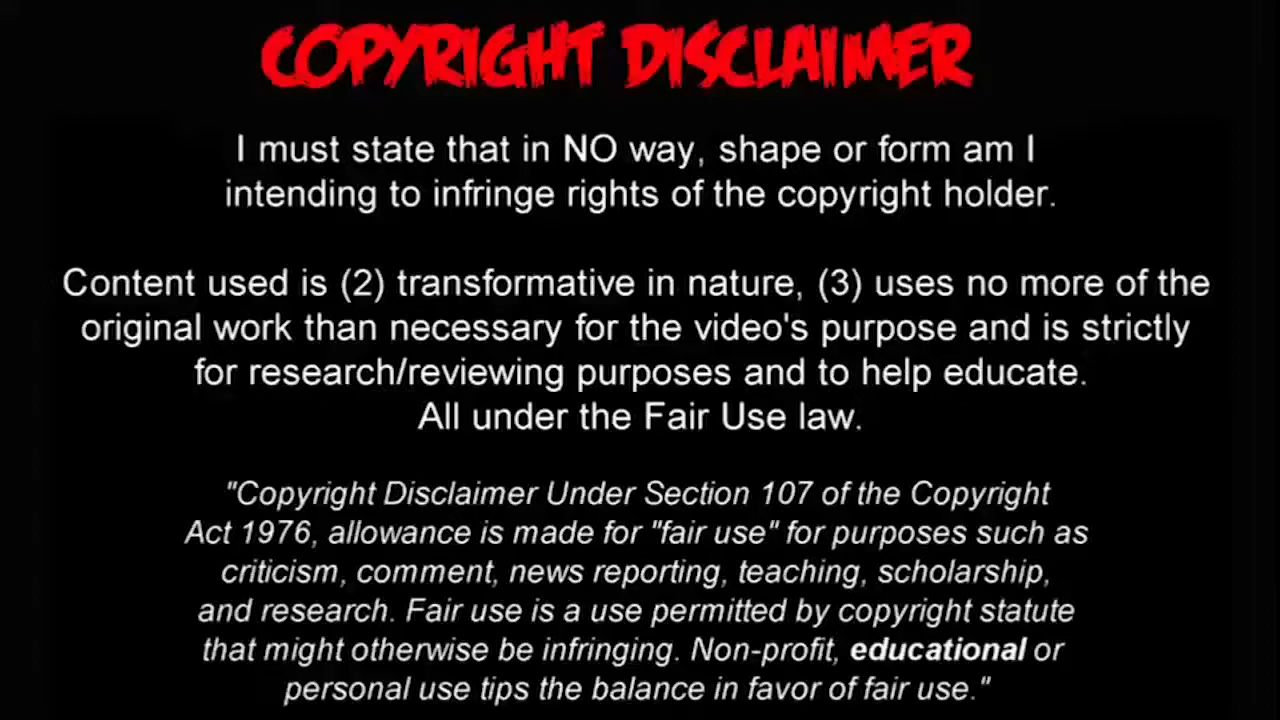 COPYRIGHT DISCLAIMER
I must state that in NO way, shape or form am I
intending to infringe rights of the copyright holder.
Content used is (2) transformative in nature, (3) uses no more of the
original work than necessary for the video's purpose and is strictly
for research/reviewing purposes and to help educate.
All under the Fair Use law.
"Copyright Disclaimer Under Section 107 of the Copyright
Act 1976, allowance is made for "fair use" for purposes such as
criticism, comment, news reporting, teaching, scholarship,
and research. Fair use is a use permitted by copyright statute
that might otherwise be infringing. Non-profit, educational or
personal use tips the balance in favor of fair use."